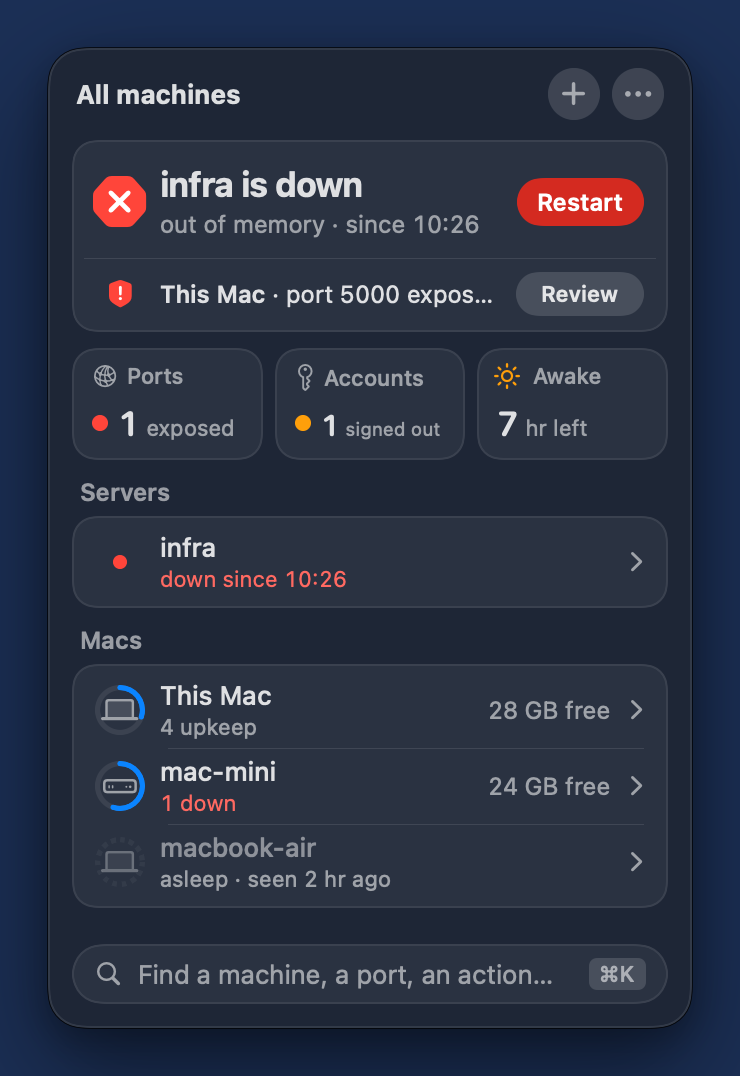 All machines
infra is down
out of memory · since 10:26
Restart
This Mac · port 5000 expos...
Review
Ports
1 exposed
Accounts
1 signed out
Awake
7 hr left
Servers
infra
down since 10:26
Macs
This Mac
4 upkeep
28 GB free
mac-mini
1 down
24 GB free
macbook-air
asleep · seen 2 hr ago
Find a machine, a port, an action...
⌘K